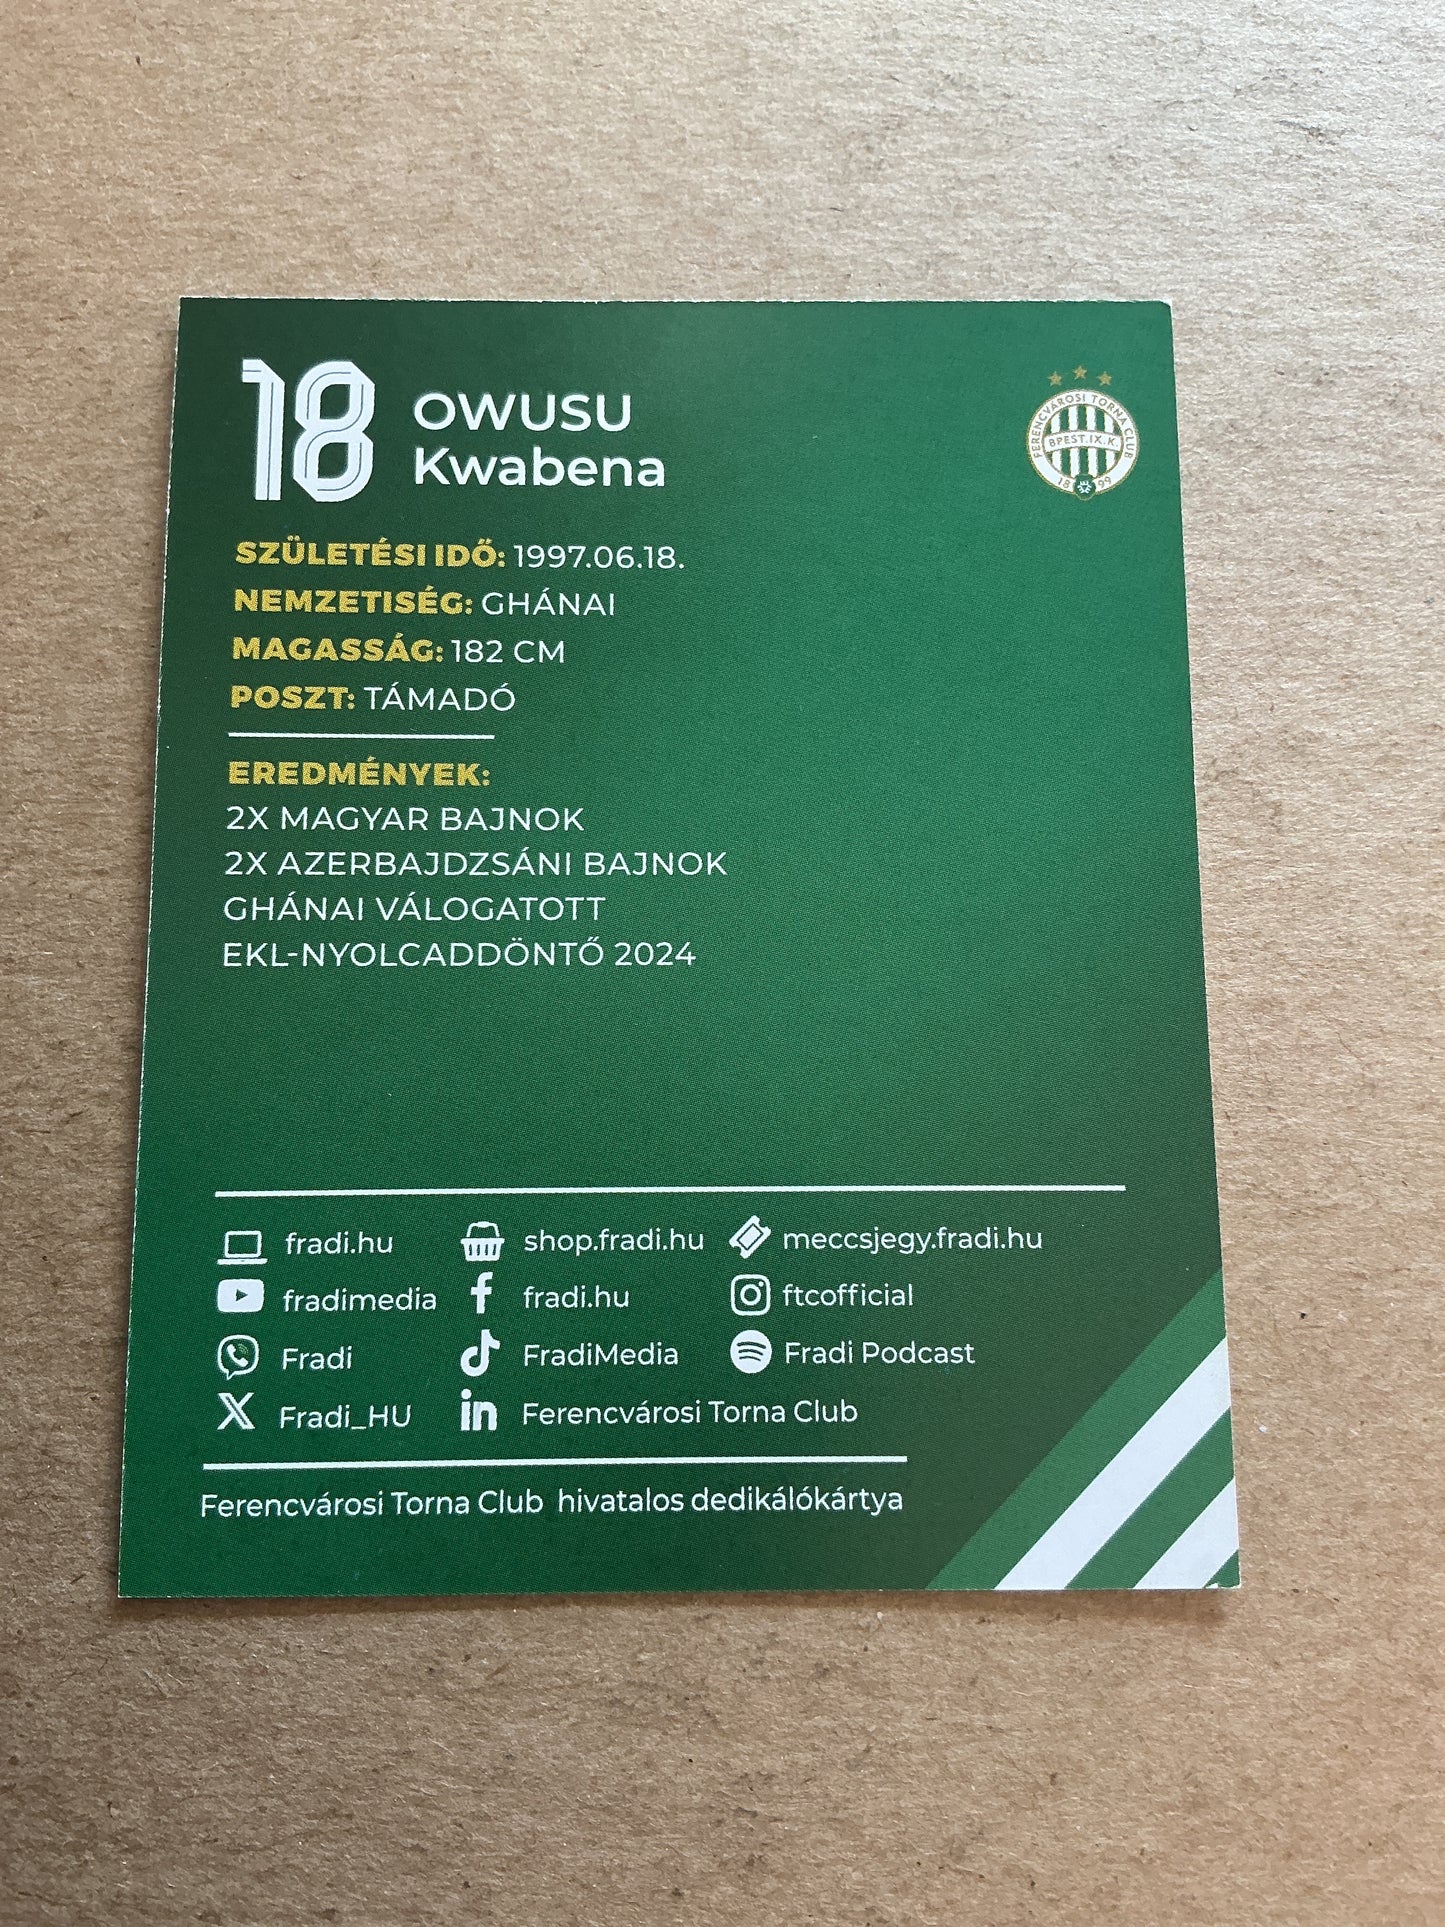 18
OWUSU
Kwabena
FERENCVÁROSI TORNA CLUB
BPEST. IX. K.
18 99
SZÜLETÉSI IDŐ: 1997.06.18.
NEMZETISÉG: GHÁNAI
MAGASSÁG: 182 CM
POSZT: TÁMADÓ
EREDMÉNYEK:
2X MAGYAR BAJNOK
2X AZERBAJDZSÁNI BAJNOK
GHÁNAI VÁLOGATOTT
EKL-NYOLCADDÖNTŐ 2024
fradi.hu shop.fradi.hu meccsjegy.fradi.hu
fradimedia fradi.hu ftcofficial
Fradi FradiMedia Fradi Podcast
Fradi_HU Ferencvárosi Torna Club
Ferencvárosi Torna Club hivatalos dedikálókártya